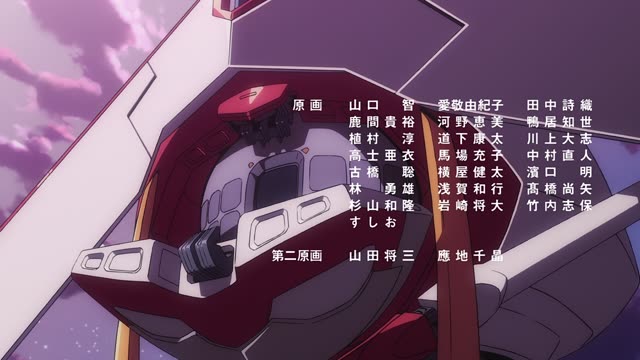 原画 山口 智 愛敬由紀子 田中詩織
鹿間貴裕 河野恵美 鴨居知世
植村 淳 道下康太 川上大志
高士亜衣 馬場充子 中村直人
古橋 聡 横屋健太 濱口 明
林 勇雄 浅賀和行 髙橋尚矢
杉山和隆 岩崎将大 竹内志保
すしお
第二原画 山田将三 應地千晶